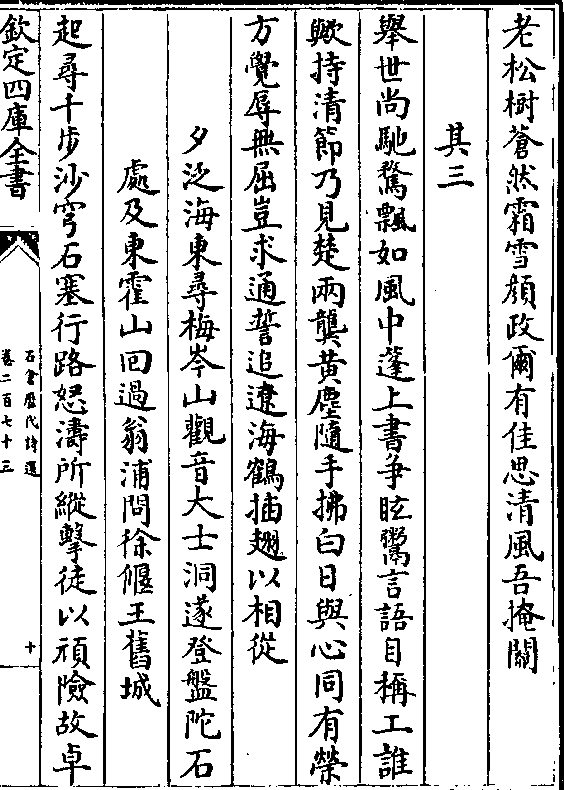 老松樹蒼然霜雪顔政爾有佳思清風吾掩關
其三
舉世尚馳騖飄如風中蓬上書爭眩鬻言語自稱工誰
歟持清節乃見楚兩龔黄塵隨手拂白日與心同有榮
方覺辱無屈豈求通誓追遼海鶴插翅以相從
夕泛海東尋梅岑山觀音大士洞遂登盤陀石
處及東霍山回過翁浦問徐偃王舊城
起尋千步沙穹石塞行路怒濤所縱擊徒以頑險故卓
欽定四庫全書
石倉歷代詩選
卷二百七十三
十